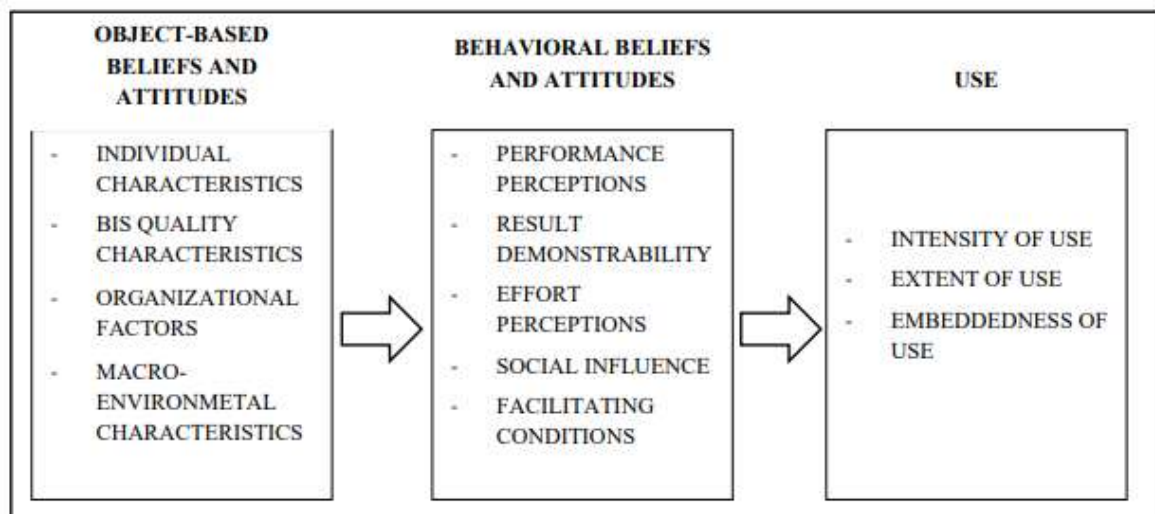 OBJECT-BASED
BELIEFS AND
ATTITUDES
- INDIVIDUAL
CHARACTERISTICS
- BIS QUALITY
CHARACTERISTICS
- ORGANIZATIONAL
FACTORS
- MACRO-
ENVIRONMETAL
CHARACTERISTICS
BEHAVIORAL BELIEFS
AND ATTITUDES
- PERFORMANCE
PERCEPTIONS
- RESULT
DEMONSTRABILITY
- EFFORT
PERCEPTIONS
- SOCIAL INFLUENCE
- FACILITATING
CONDITIONS
USE
- INTENSITY OF USE
- EXTENT OF USE
- EMBEDDEDNESS OF
USE